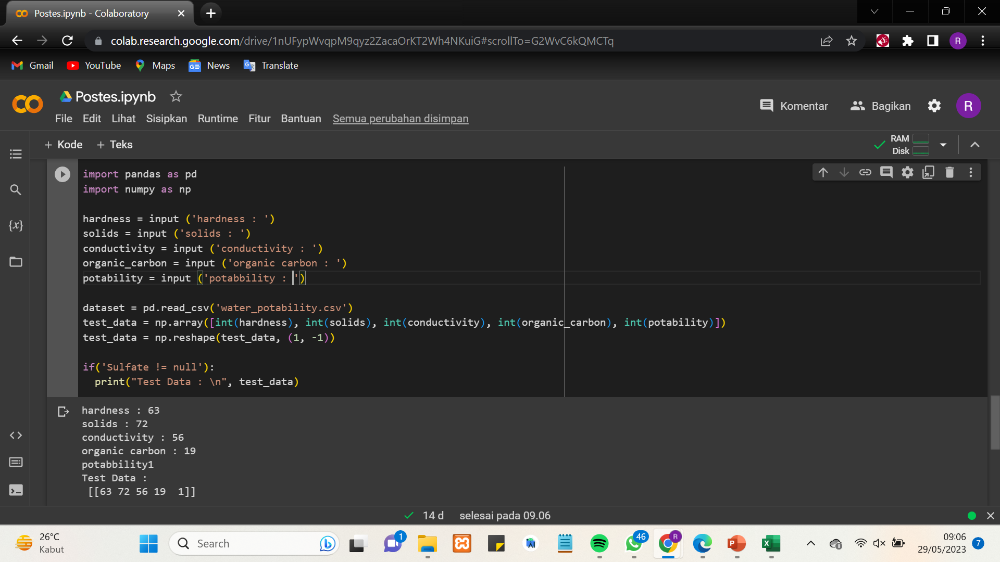 Postes.ipynb - Colaboratory
colab.research.google.com/drive/1nUFypWvqpM9qyz2ZacaOrKT2Wh4NKuiG#scrollTo=G2WvC6kQMCTq
R
Gmail YouTube Maps News Translate
Postes.ipynb
File Edit Lihat Sisipkan Runtime Fitur Bantuan Semua perubahan disimpan
Komentar Bagikan R
+ Kode + Teks
RAM
Disk
import pandas as pd
import numpy as np
hardness = input ('hardness : ')
solids = input ('solids : ')
conductivity = input ('conductivity : ')
organic_carbon = input ('organic carbon : ')
potability = input ('potabbility : ')
dataset = pd.read_csv('water_potability.csv')
test_data = np.array([int(hardness), int(solids), int(conductivity), int(organic_carbon), int(potability)])
test_data = np.reshape(test_data, (1, -1))
if('Sulfate != null'):
print("Test Data : \n", test_data)
hardness : 63
solids : 72
conductivity : 56
organic carbon : 19
potabbility1
Test Data :
[[63 72 56 19  1]]
14 d selesai pada 09.06
26°C
Kabut
Search
1
46
R
09:06
29/05/2023
7